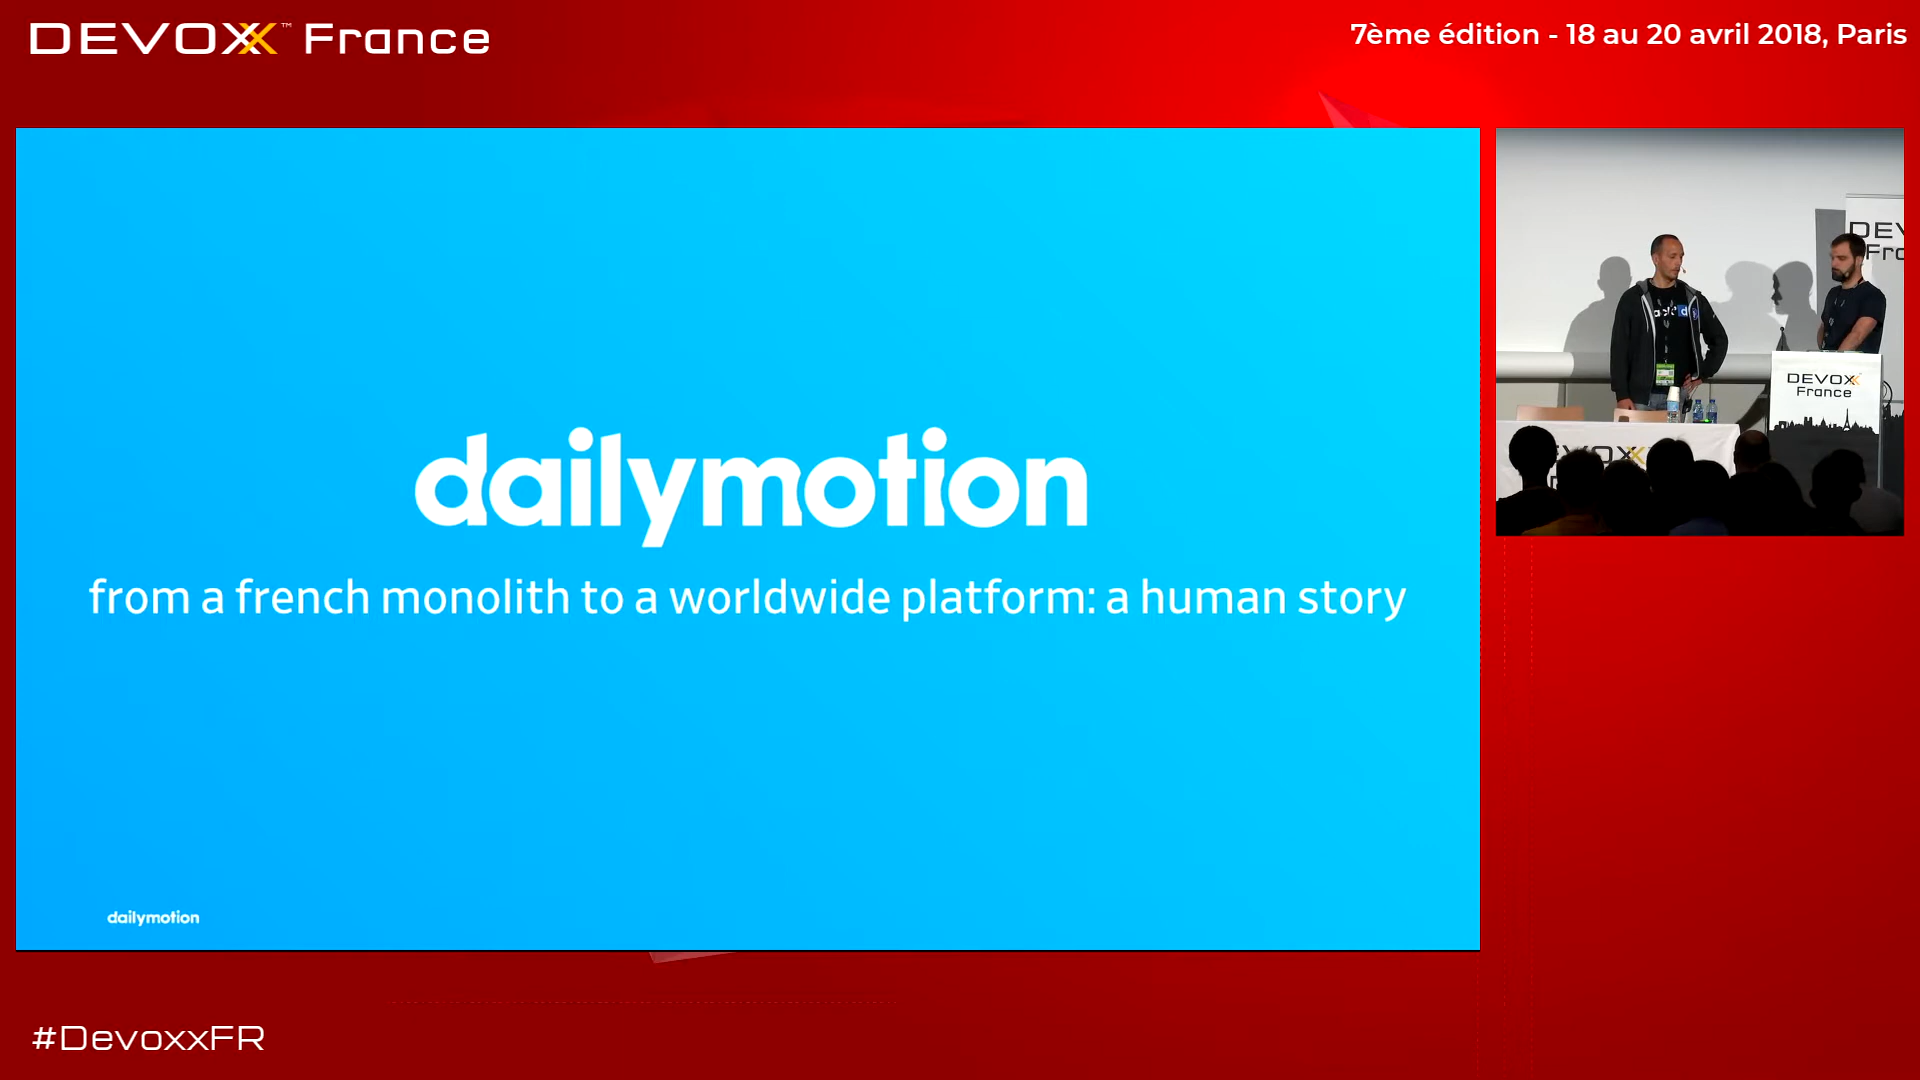 DEVOXX™ France
7ème édition - 18 au 20 avril 2018, Paris
dailymotion
from a french monolith to a worldwide platform: a human story
dailymotion
DEVOXX
France
#DevoxxFR